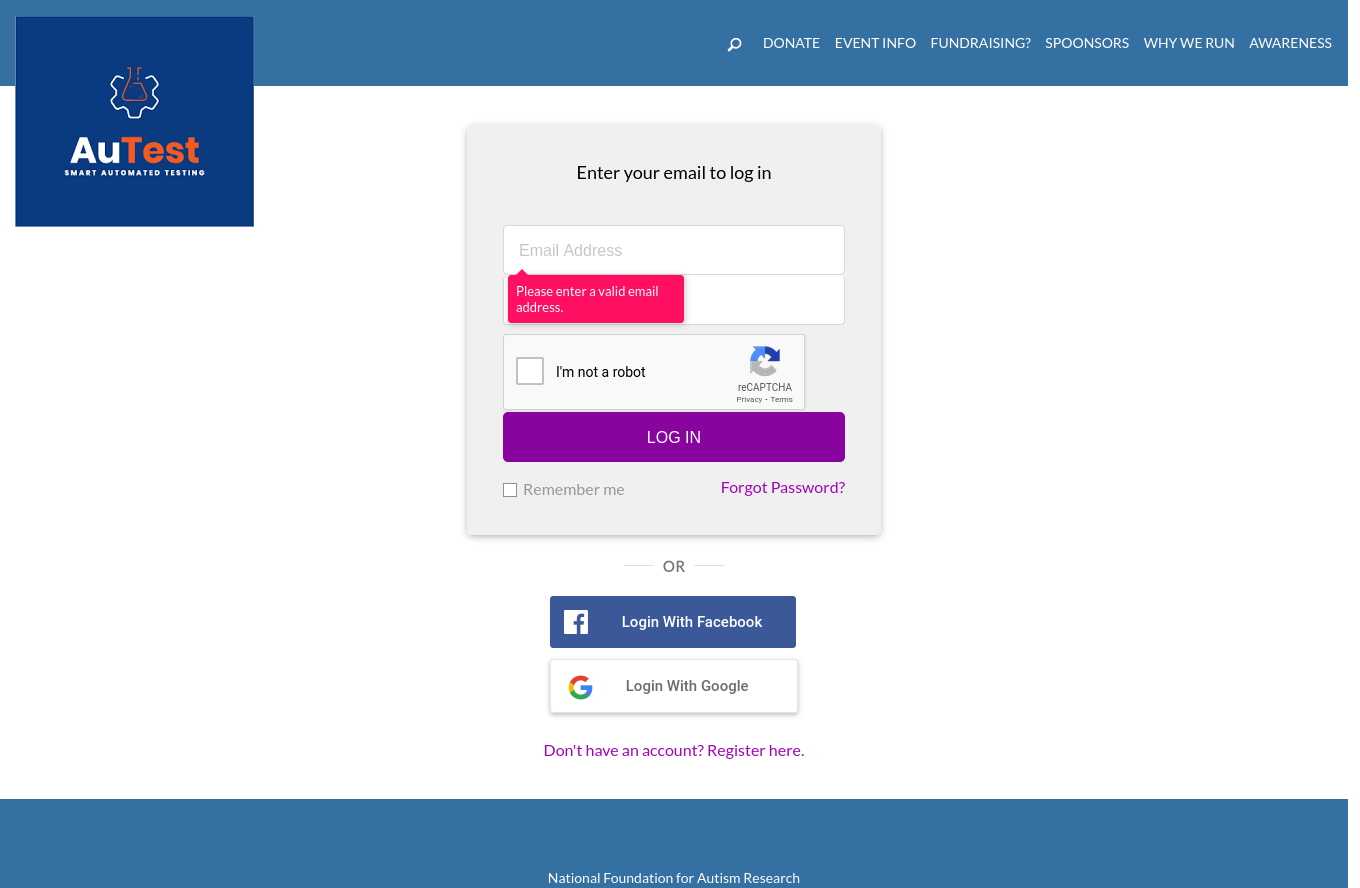 DONATE EVENT INFO FUNDRAISING? SPOONSORS WHY WE RUN AWARENESS
AuTest
SMART AUTOMATED TESTING
Enter your email to log in
Email Address
Please enter a valid email
address.
I'm not a robot
reCAPTCHA
Privacy - Terms
LOG IN
Remember me
Forgot Password?
OR
Login With Facebook
Login With Google
Don't have an account? Register here.
National Foundation for Autism Research